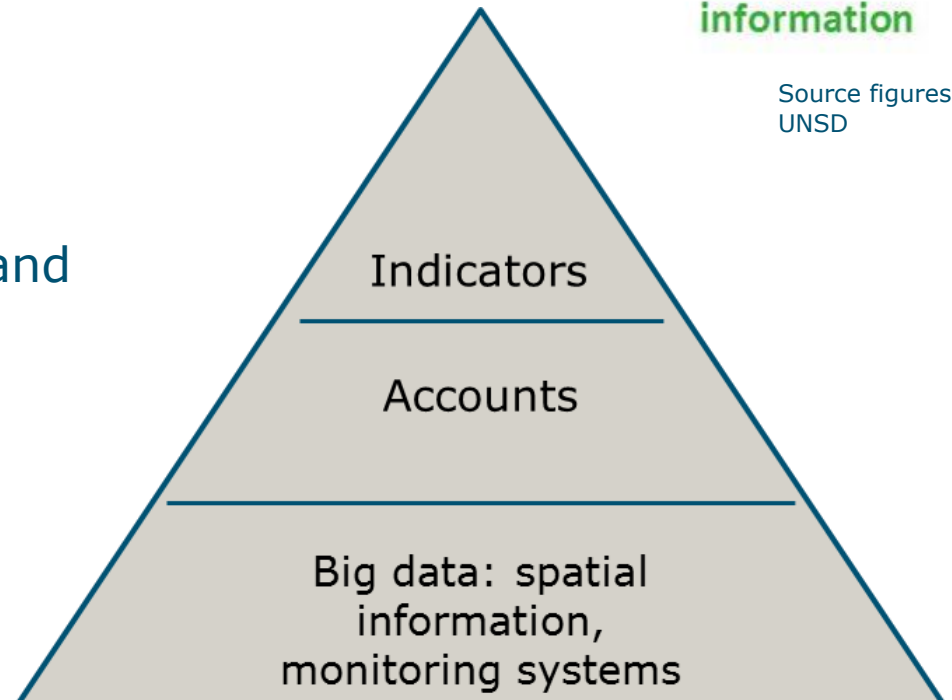 information
Source figures
UNSD
and
Indicators
Accounts
Big data: spatial
information,
monitoring systems